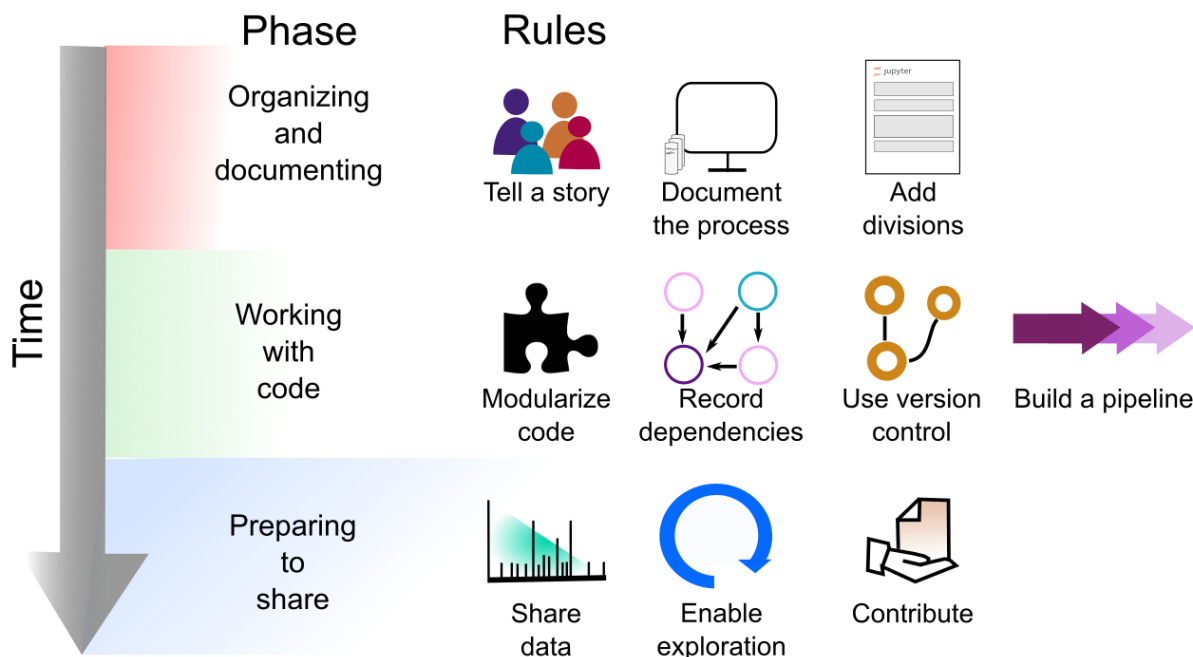 Phase
Rules
Organizing
and
documenting
jupyter
Tell a story
Document
the process
Add
divisions
Time
Working
with
code
Modularize
code
Record
dependencies
Use version
control
Build a pipeline
Preparing
to
share
Share
data
Enable
exploration
Contribute